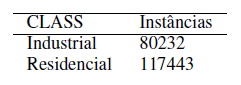 CLASS Instâncias
Industrial 80232
Residencial 117443